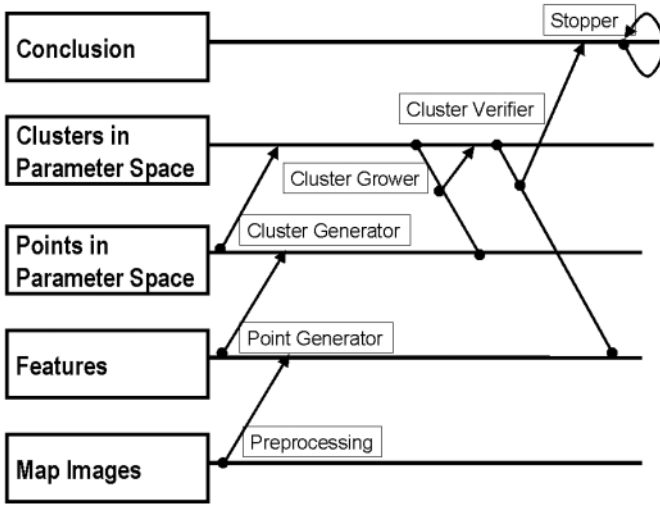 Stopper
Conclusion
Cluster Verifier
Clusters in
Parameter Space
Cluster Grower
Cluster Generator
Points in
Parameter Space
Point Generator
Features
Preprocessing
Map Images